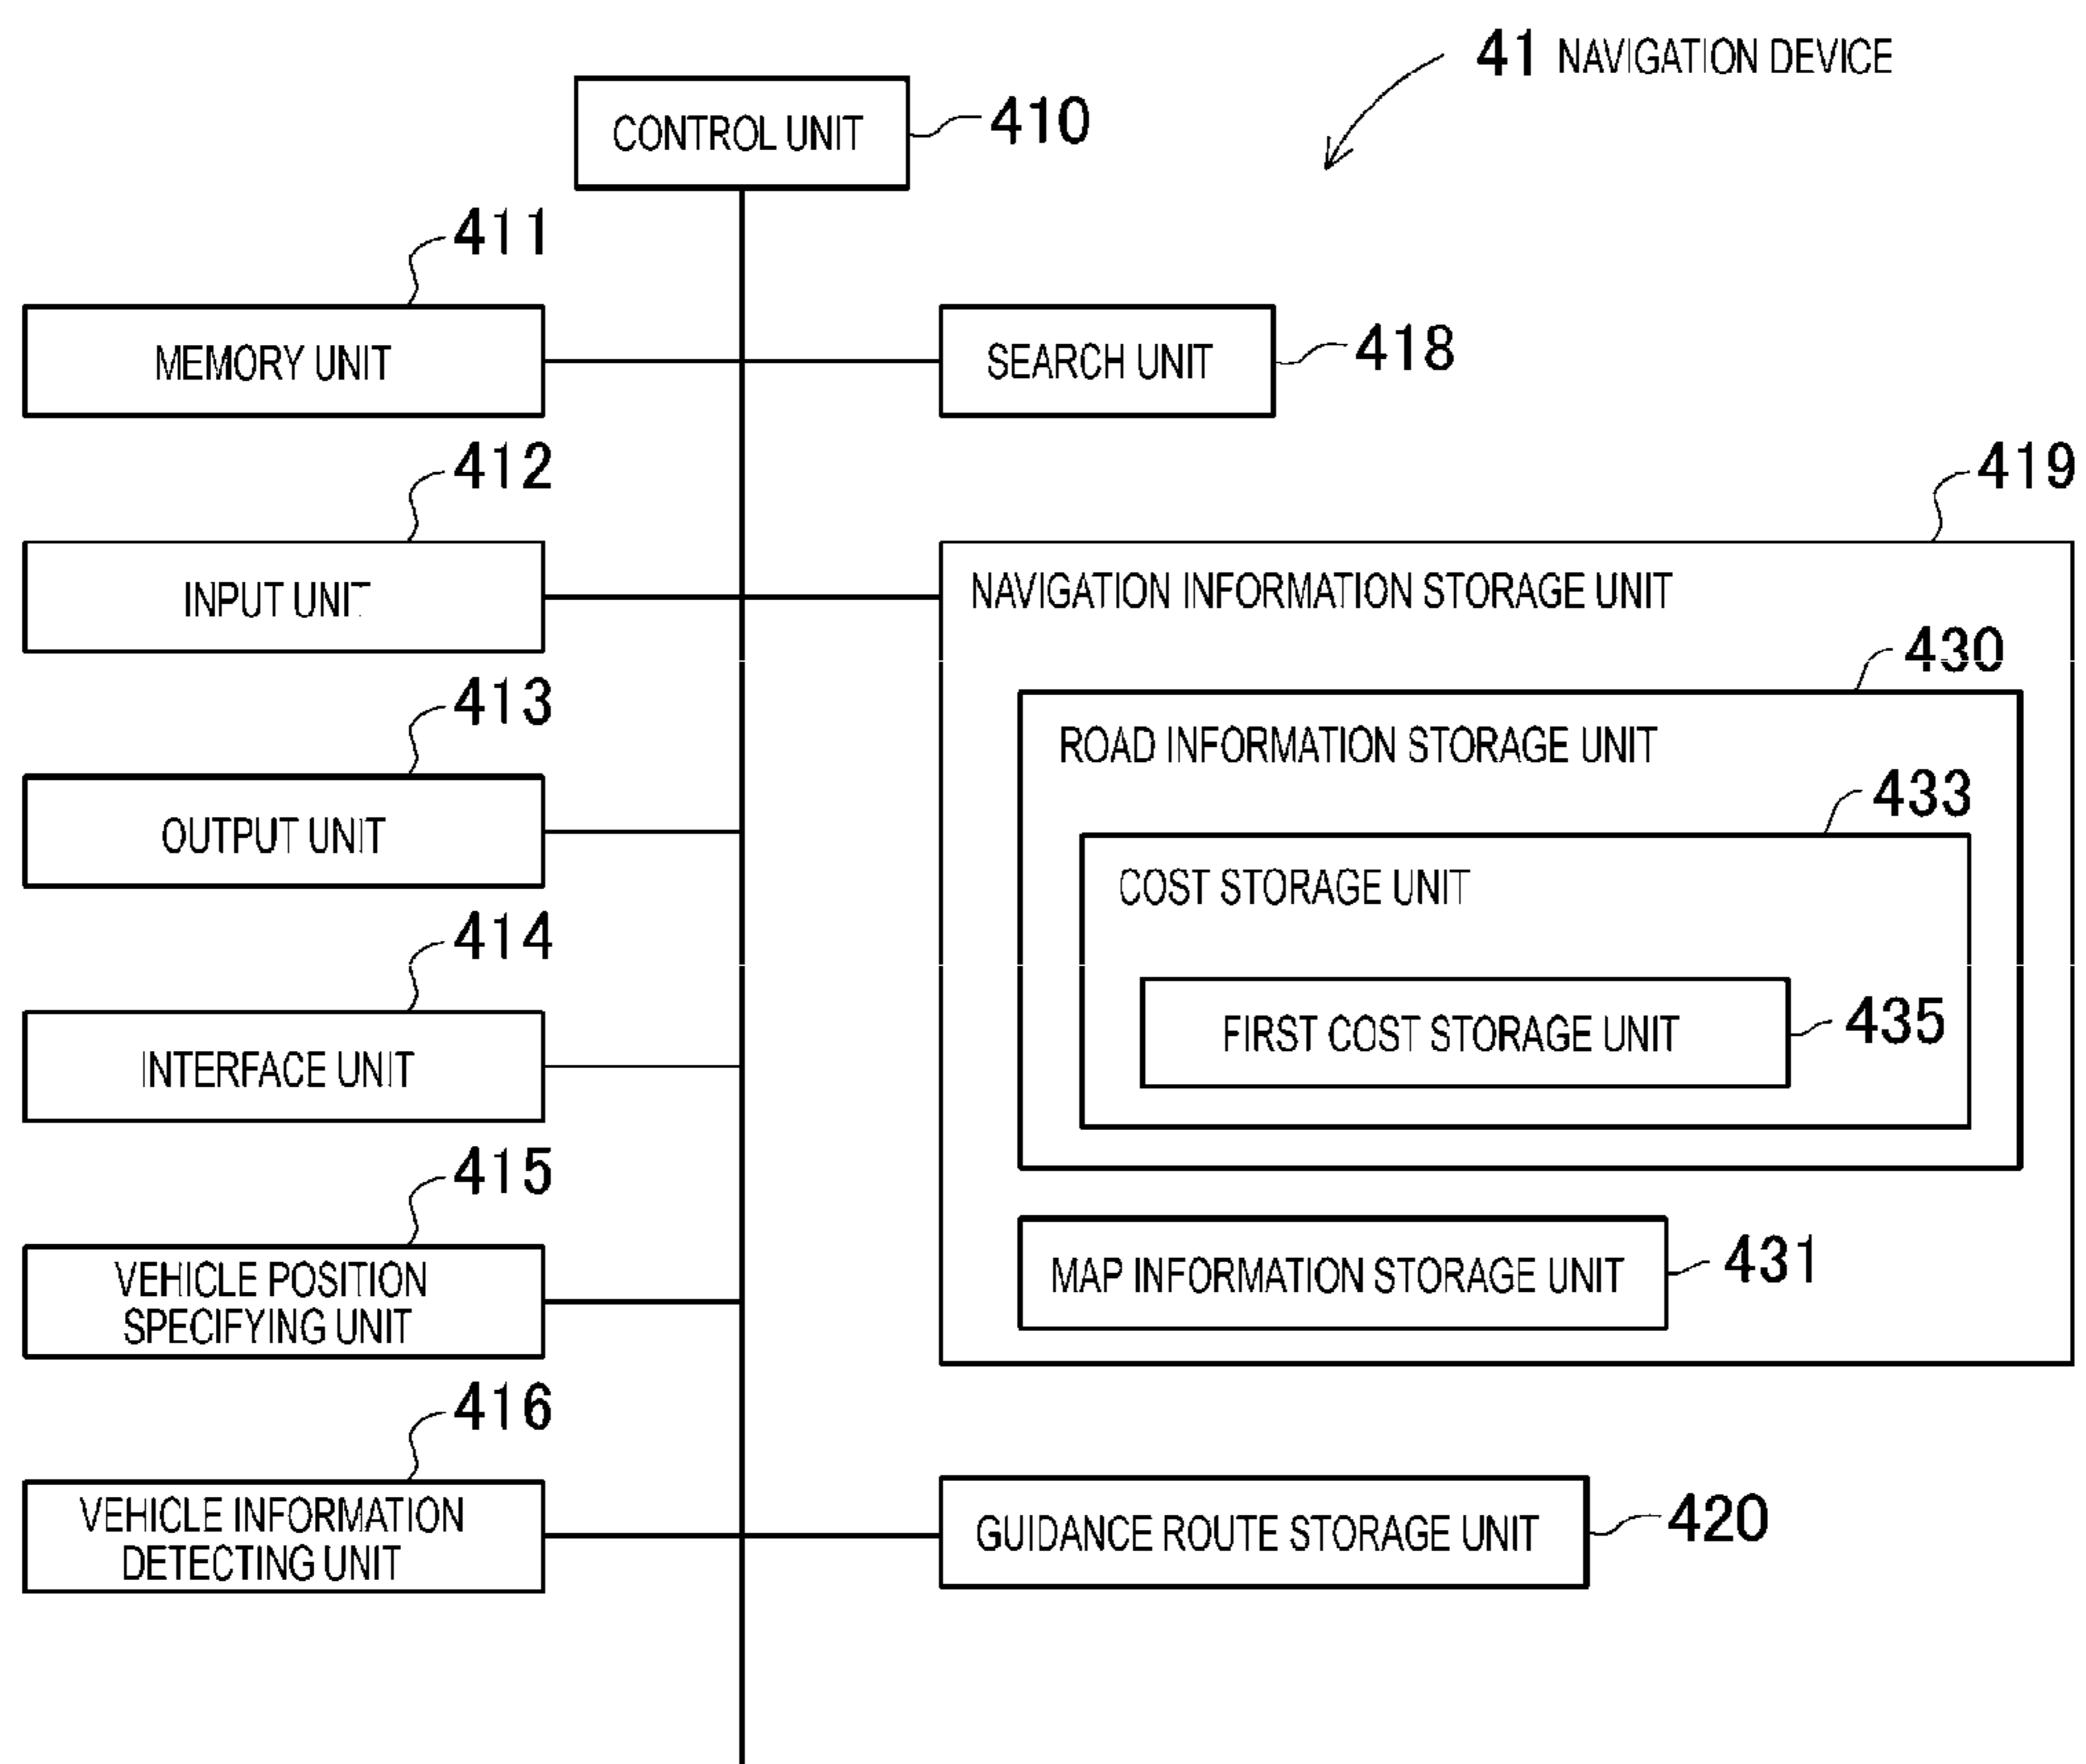 41 NAVIGATION DEVICE
CONTROL UNIT
410
411
MEMORY UNIT
SEARCH UNIT
418
412
INPUT UNIT
419
NAVIGATION INFORMATION STORAGE UNIT
430
ROAD INFORMATION STORAGE UNIT
433
COST STORAGE UNIT
FIRST COST STORAGE UNIT
435
MAP INFORMATION STORAGE UNIT
431
413
OUTPUT UNIT
414
INTERFACE UNIT
415
VEHICLE POSITION
SPECIFYING UNIT
416
VEHICLE INFORMATION
DETECTING UNIT
GUIDANCE ROUTE STORAGE UNIT
420